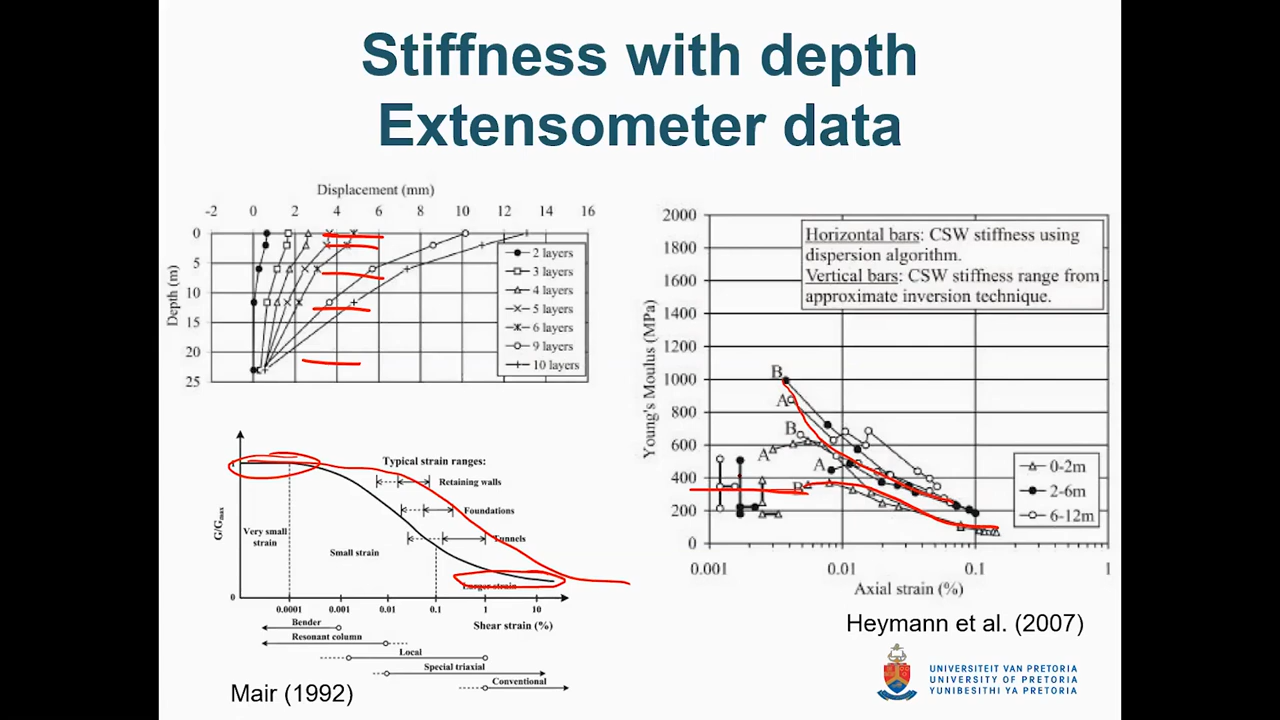 Stiffness with depth
Extensometer data
Displacement (mm)
-2 0 2 4 6 8 10 12 14 16
0
5
10
15
20
25
Depth (m)
2 layers
3 layers
4 layers
5 layers
6 layers
9 layers
10 layers
Typical strain ranges:
Retaining walls
Foundations
Tunnels
G/Gmax
Very small
strain
Small strain
Larger strain
0
0.0001 0.001 0.01 0.1 1 10
Shear strain (%)
Bender
Resonant column
Local
Special triaxial
Conventional
Mair (1992)
2000
1800
1600
1400
1200
1000
800
600
400
200
0
Young's Moulus (MPa)
Horizontal bars: CSW stiffness using
dispersion algorithm.
Vertical bars: CSW stiffness range from
approximate inversion technique.
B
A
B
A
A
B
0-2m
2-6m
6-12m
0.001 0.01 0.1 1
Axial strain (%)
Heymann et al. (2007)
UNIVERSITEIT VAN PRETORIA
UNIVERSITY OF PRETORIA
YUNIBESITHI YA PRETORIA